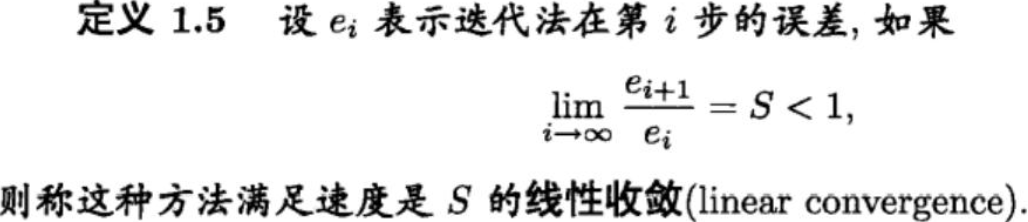 定义 1.5 设 e_i 表示迭代法在第 i 步的误差, 如果
lim_{i→∞} e_{i+1}/e_i = S < 1,
则称这种方法满足速度是 S 的线性收敛(linear convergence).